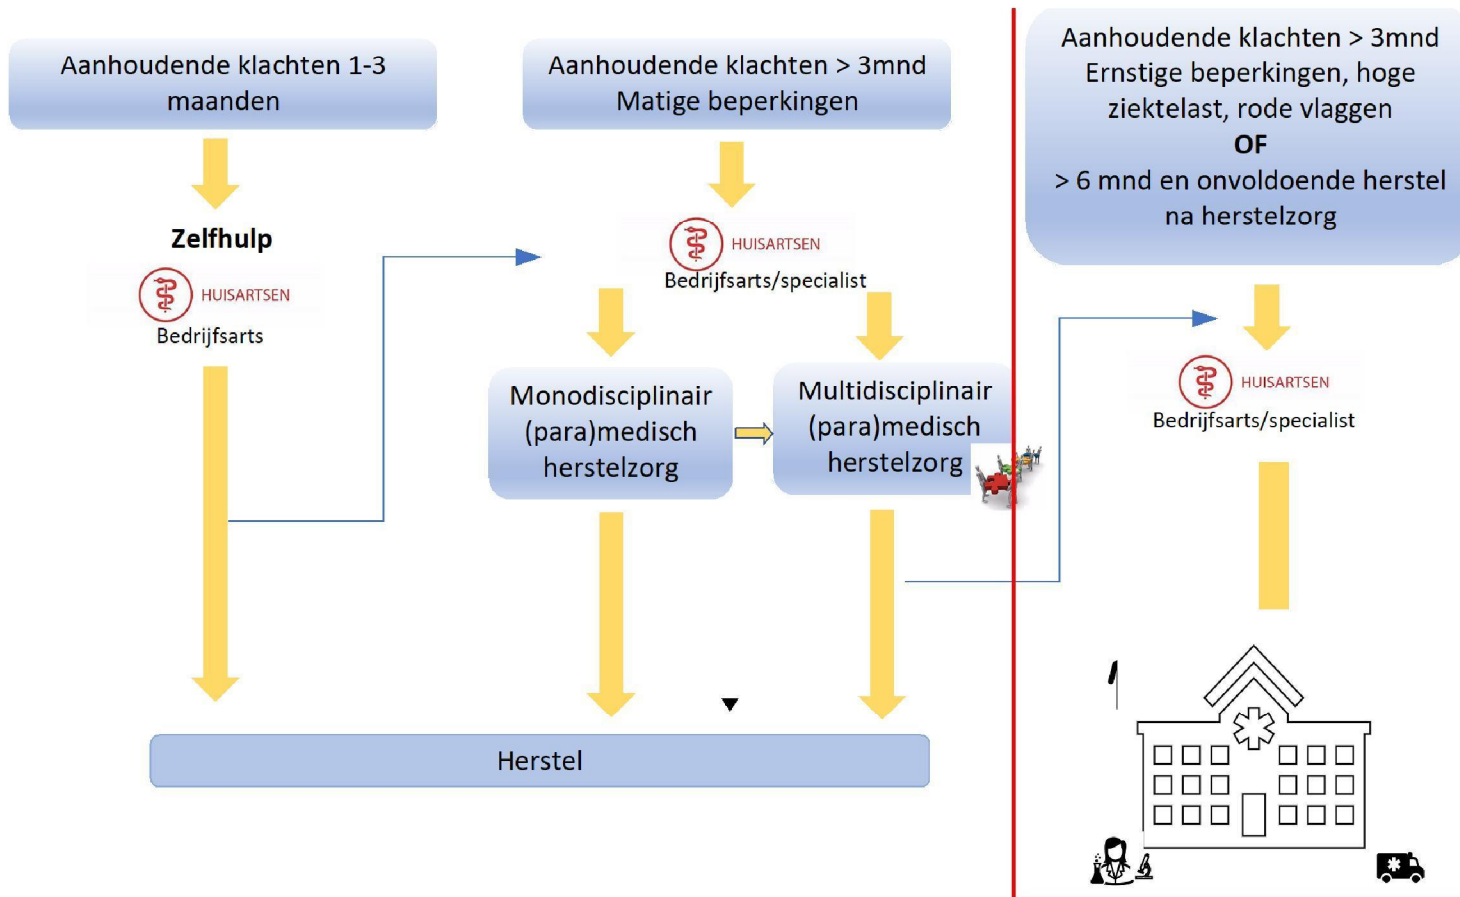 Aanhoudende klachten 1-3
maanden
Zelfhulp
HUISARTSEN
Bedrijfsarts
Aanhoudende klachten > 3mnd
Matige beperkingen
HUISARTSEN
Bedrijfsarts/specialist
Monodisciplinair
(para)medisch
herstelzorg
Multidisciplinair
(para)medisch
herstelzorg
Herstel
Aanhoudende klachten > 3mnd
Ernstige beperkingen, hoge
ziektelast, rode vlaggen
OF
> 6 mnd en onvoldoende herstel
na herstelzorg
HUISARTSEN
Bedrijfsarts/specialist